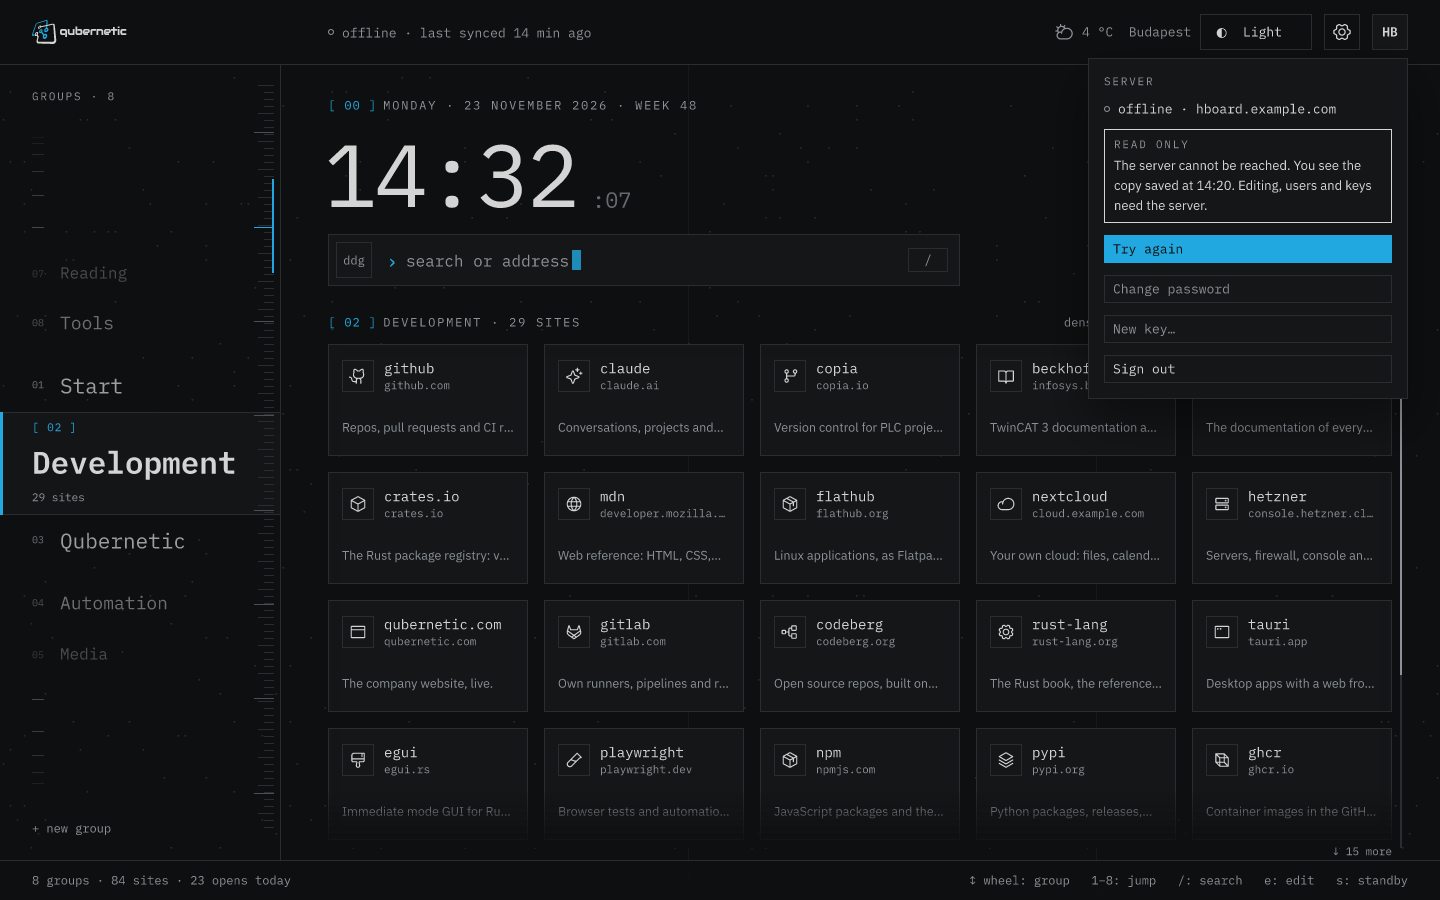 qubernetic
offline · last synced 14 min ago
4 °C Budapest
Light
HB
GROUPS · 8
07 Reading
08 Tools
01 Start
[ 02 ]
Development
29 sites
03 Qubernetic
04 Automation
05 Media
+ new group
[ 00 ] MONDAY · 23 NOVEMBER 2026 · WEEK 48
14:32 :07
ddg › search or address /
[ 02 ] DEVELOPMENT · 29 SITES
SERVER
offline · hboard.example.com
READ ONLY
The server cannot be reached. You see the
copy saved at 14:20. Editing, users and keys
need the server.
Try again
Change password
New key…
Sign out
github
github.com
Repos, pull requests and CI r…
claude
claude.ai
Conversations, projects and…
copia
copia.io
Version control for PLC proje…
TwinCAT 3 documentation a…
The documentation of every…
crates.io
crates.io
The Rust package registry: v…
mdn
developer.mozilla.…
Web reference: HTML, CSS,…
flathub
flathub.org
Linux applications, as Flatpa…
nextcloud
cloud.example.com
Your own cloud: files, calend…
hetzner
console.hetzner.cl…
Servers, firewall, console an…
qubernetic.com
qubernetic.com
The company website, live.
gitlab
gitlab.com
Own runners, pipelines and r…
codeberg
codeberg.org
Open source repos, built on…
rust-lang
rust-lang.org
The Rust book, the reference…
tauri
tauri.app
Desktop apps with a web fro…
egui
egui.rs
Immediate mode GUI for Ru…
playwright
playwright.dev
Browser tests and automatio…
npm
npmjs.com
JavaScript packages and the…
pypi
pypi.org
Python packages, releases,…
ghcr
ghcr.io
Container images in the GitH…
↓ 15 more
8 groups · 84 sites · 23 opens today
↕ wheel: group 1–8: jump /: search e: edit s: standby